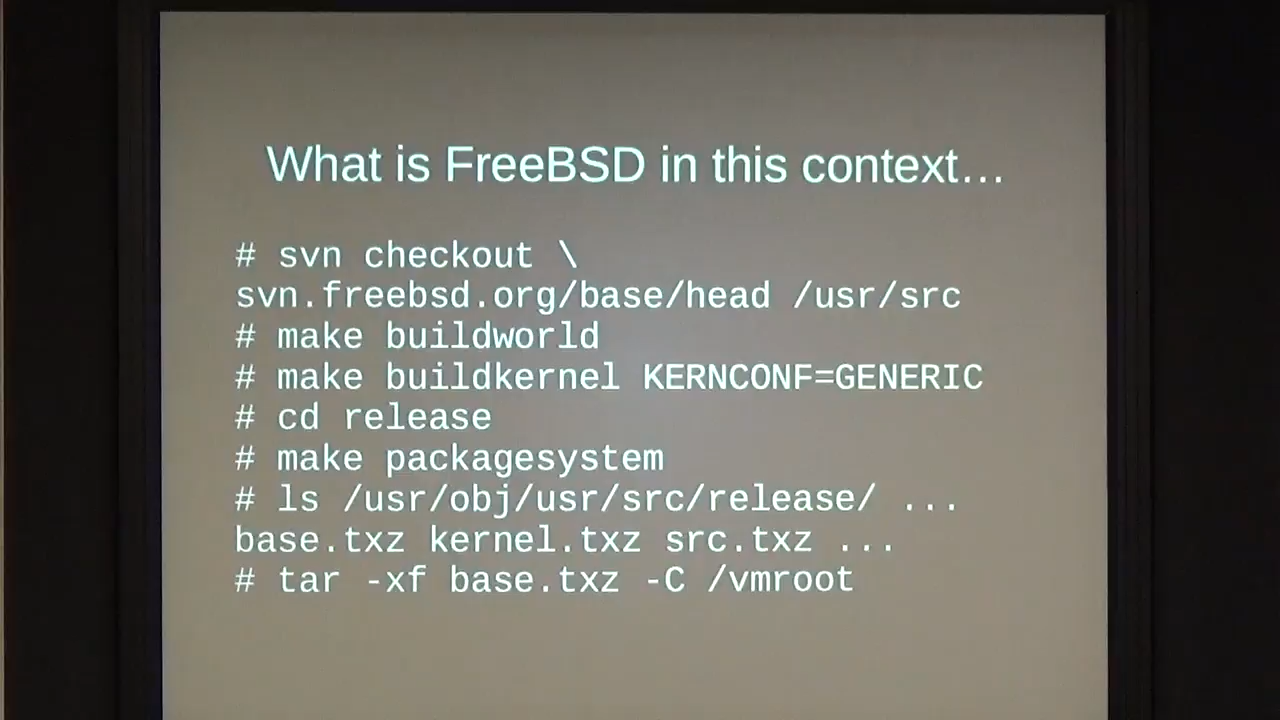 What is FreeBSD in this context…
# svn checkout \
svn.freebsd.org/base/head /usr/src
# make buildworld
# make buildkernel KERNCONF=GENERIC
# cd release
# make packagesystem
# ls /usr/obj/usr/src/release/ ...
base.txz kernel.txz src.txz ...
# tar -xf base.txz -C /vmroot